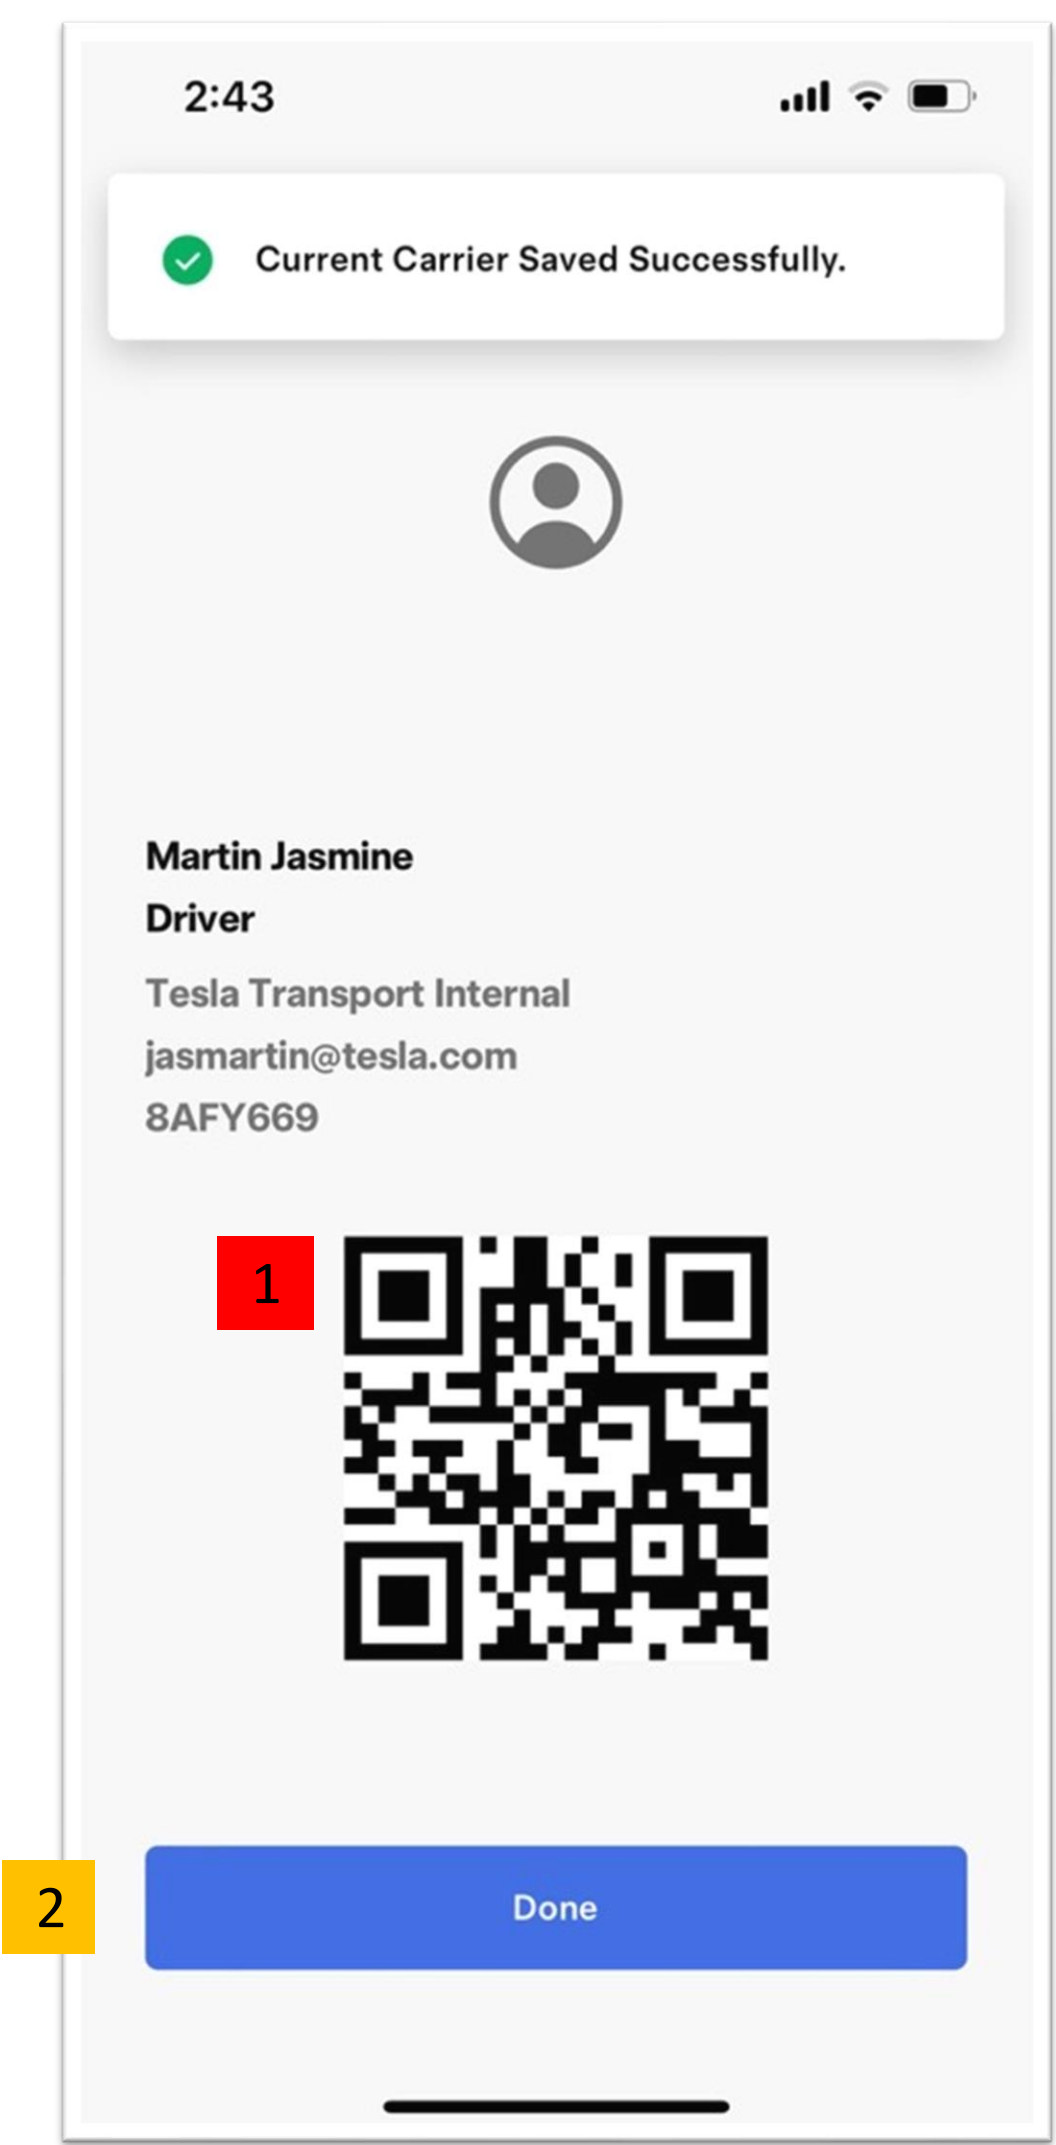 2:43
Current Carrier Saved Successfully.
Martin Jasmine
Driver
Tesla Transport Internal
jasmartin@tesla.com
8AFY669
1
2
Done